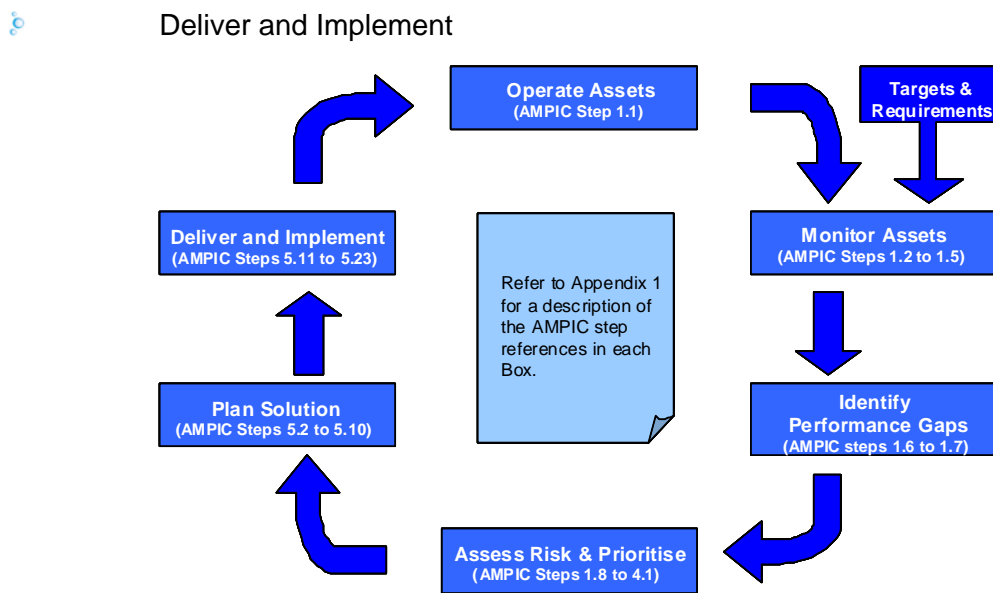 Deliver and Implement
Operate Assets
(AMPIC Step 1.1)
Targets &
Requirements
Deliver and Implement
(AMPIC Steps 5.11 to 5.23)
Monitor Assets
(AMPIC Steps 1.2 to 1.5)
Refer to Appendix 1
for a description of
the AMPIC step
references in each
Box.
Plan Solution
(AMPIC Steps 5.2 to 5.10)
Identify
Performance Gaps
(AMPIC steps 1.6 to 1.7)
Assess Risk & Prioritise
(AMPIC Steps 1.8 to 4.1)